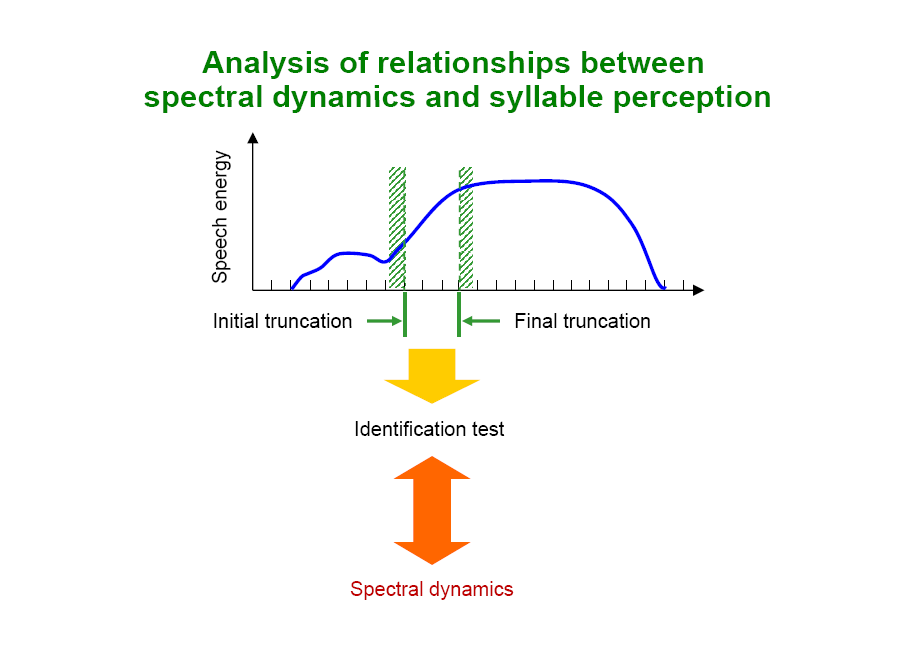 Analysis of relationships between
spectral dynamics and syllable perception
Speech energy
Initial truncation
Final truncation
Identification test
Spectral dynamics